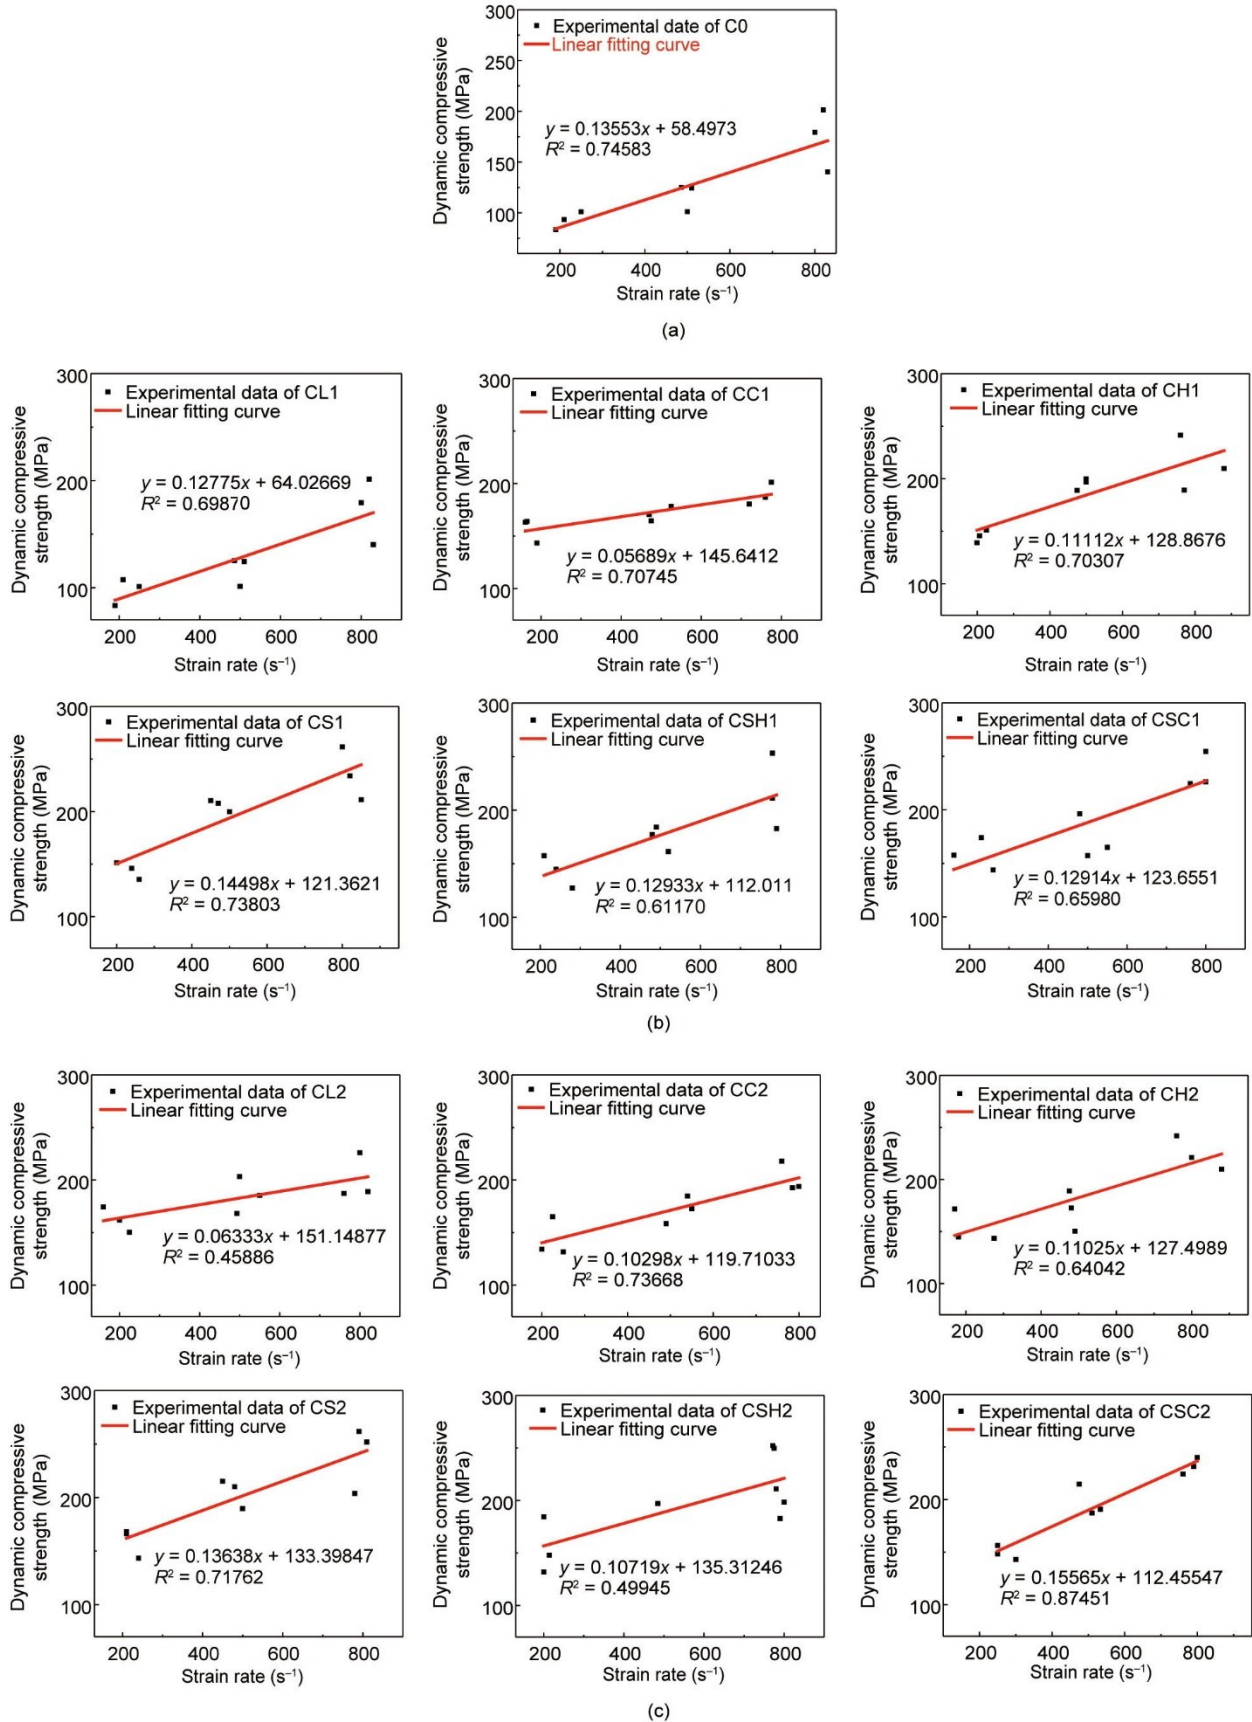 300
250
200
150
100
Dynamic compressive
strength (MPa)
Experimental date of C0
Linear fitting curve
y = 0.13553x + 58.4973
R² = 0.74583
200 400 600 800
Strain rate (s⁻¹)
(a)
300
200
100
Dynamic compressive
strength (MPa)
Experimental data of CL1
Linear fitting curve
y = 0.12775x + 64.02669
R² = 0.69870
200 400 600 800
Strain rate (s⁻¹)
300
200
100
Dynamic compressive
strength (MPa)
Experimental data of CC1
Linear fitting curve
y = 0.05689x + 145.6412
R² = 0.70745
200 400 600 800
Strain rate (s⁻¹)
300
200
100
Dynamic compressive
strength (MPa)
Experimental data of CH1
Linear fitting curve
y = 0.11112x + 128.8676
R² = 0.70307
200 400 600 800
Strain rate (s⁻¹)
300
200
100
Dynamic compressive
strength (MPa)
Experimental data of CS1
Linear fitting curve
y = 0.14498x + 121.3621
R² = 0.73803
200 400 600 800
Strain rate (s⁻¹)
300
200
100
Dynamic compressive
strength (MPa)
Experimental data of CSH1
Linear fitting curve
y = 0.12933x + 112.011
R² = 0.61170
200 400 600 800
Strain rate (s⁻¹)
300
200
100
Dynamic compressive
strength (MPa)
Experimental data of CSC1
Linear fitting curve
y = 0.12914x + 123.6551
R² = 0.65980
200 400 600 800
Strain rate (s⁻¹)
(b)
300
200
100
Dynamic compressive
strength (MPa)
Experimental data of CL2
Linear fitting curve
y = 0.06333x + 151.14877
R² = 0.45886
200 400 600 800
Strain rate (s⁻¹)
300
200
100
Dynamic compressive
strength (MPa)
Experimental data of CC2
Linear fitting curve
y = 0.10298x + 119.71033
R² = 0.73668
200 400 600 800
Strain rate (s⁻¹)
300
200
100
Dynamic compressive
strength (MPa)
Experimental data of CH2
Linear fitting curve
y = 0.11025x + 127.4989
R² = 0.64042
200 400 600 800
Strain rate (s⁻¹)
300
200
100
Dynamic compressive
strength (MPa)
Experimental data of CS2
Linear fitting curve
y = 0.13638x + 133.39847
R² = 0.71762
200 400 600 800
Strain rate (s⁻¹)
300
200
100
Dynamic compressive
strength (MPa)
Experimental data of CSH2
Linear fitting curve
y = 0.10719x + 135.31246
R² = 0.49945
200 400 600 800
Strain rate (s⁻¹)
300
200
100
Dynamic compressive
strength (MPa)
Experimental data of CSC2
Linear fitting curve
y = 0.15565x + 112.45547
R² = 0.87451
200 400 600 800
Strain rate (s⁻¹)
(c)